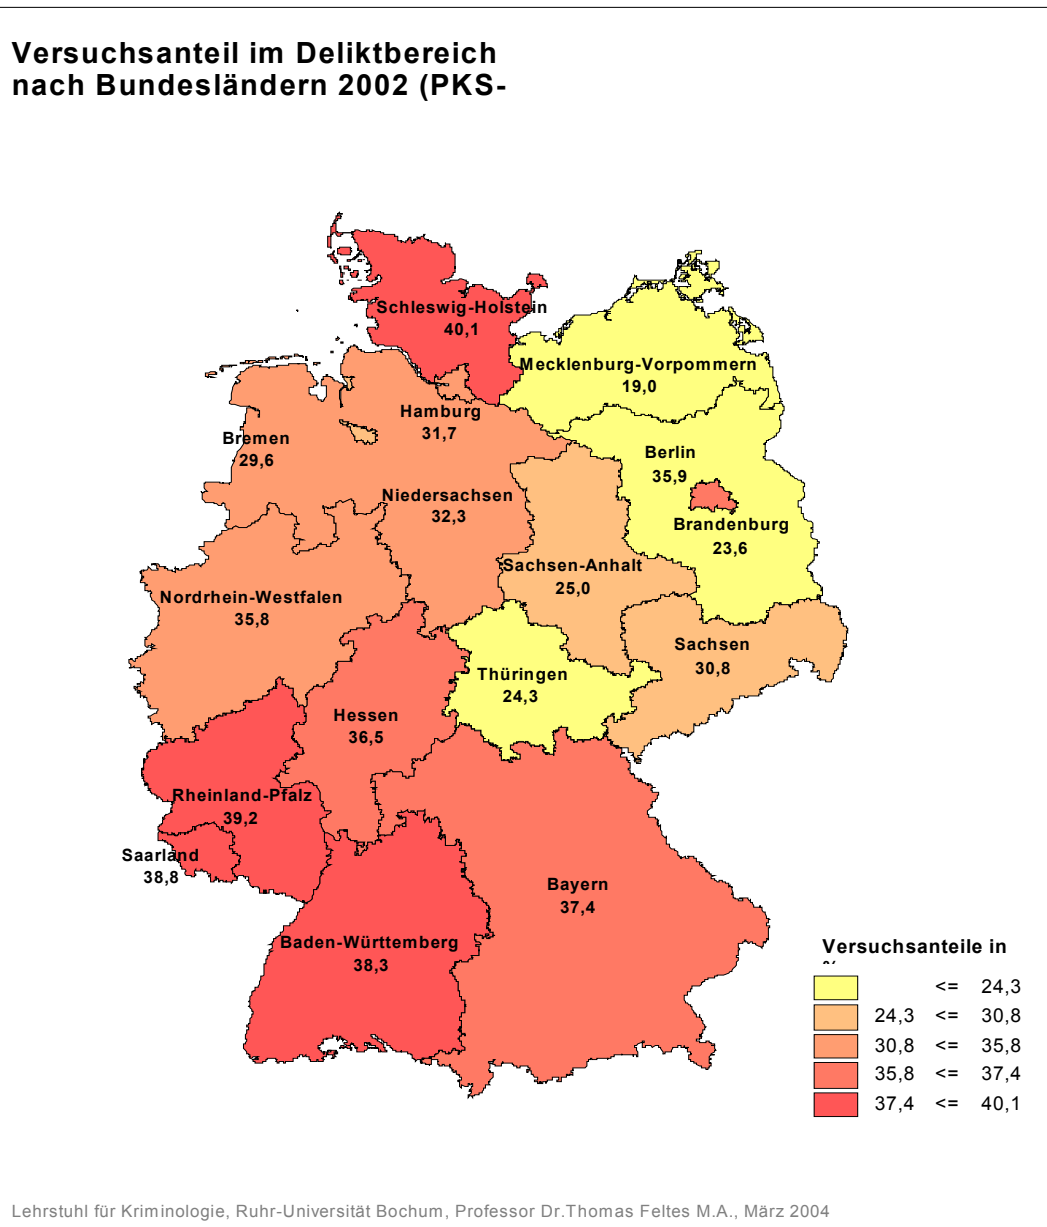 Versuchsanteil im Deliktbereich
nach Bundesländern 2002 (PKS-
Schleswig-Holstein
40,1
Mecklenburg-Vorpommern
19,0
Hamburg
31,7
Bremen
29,6
Berlin
35,9
Niedersachsen
32,3
Brandenburg
23,6
Sachsen-Anhalt
25,0
Nordrhein-Westfalen
35,8
Sachsen
30,8
Thüringen
24,3
Hessen
36,5
Rheinland-Pfalz
39,2
Saarland
38,8
Bayern
37,4
Baden-Württemberg
38,3
Versuchsanteile in
%
<= 24,3
24,3 <= 30,8
30,8 <= 35,8
35,8 <= 37,4
37,4 <= 40,1
Lehrstuhl für Kriminologie, Ruhr-Universität Bochum, Professor Dr.Thomas Feltes M.A., März 2004